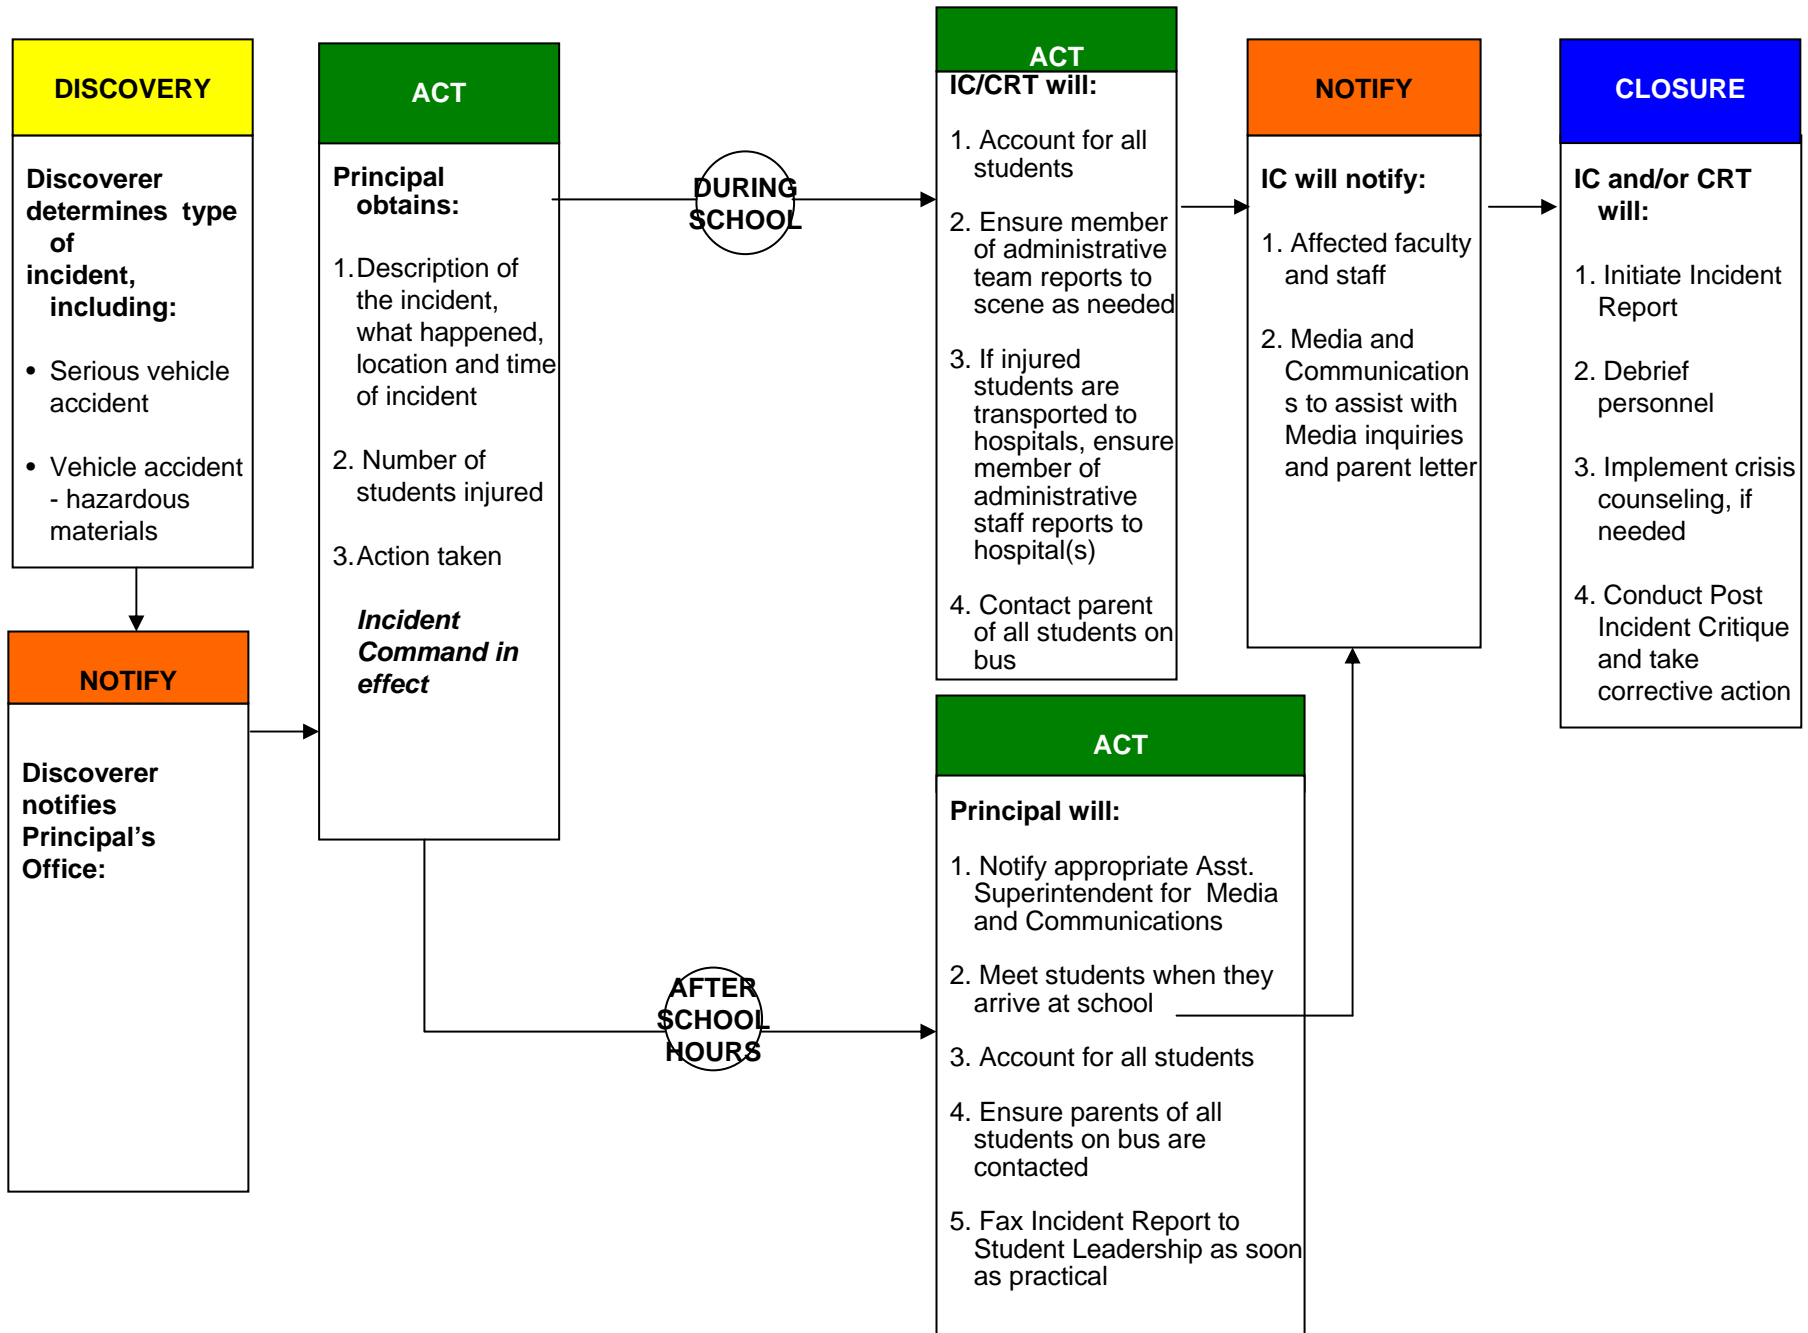 DISCOVERY
Discoverer
determines type
of
incident,
including:
• Serious vehicle
accident
• Vehicle accident
- hazardous
materials
NOTIFY
Discoverer
notifies
Principal’s
Office:
ACT
Principal
obtains:
1. Description of
the incident,
what happened,
location and time
of incident
2. Number of
students injured
3. Action taken
Incident
Command in
effect
DURING
SCHOOL
AFTER
SCHOOL
HOURS
ACT
IC/CRT will:
1. Account for all
students
2. Ensure member
of administrative
team reports to
scene as needed
3. If injured
students are
transported to
hospitals, ensure
member of
administrative
staff reports to
hospital(s)
4. Contact parent
of all students on
bus
ACT
Principal will:
1. Notify appropriate Asst.
Superintendent for Media
and Communications
2. Meet students when they
arrive at school
3. Account for all students
4. Ensure parents of all
students on bus are
contacted
5. Fax Incident Report to
Student Leadership as soon
as practical
NOTIFY
IC will notify:
1. Affected faculty
and staff
2. Media and
Communication
s to assist with
Media inquiries
and parent letter
CLOSURE
IC and/or CRT
will:
1. Initiate Incident
Report
2. Debrief
personnel
3. Implement crisis
counseling, if
needed
4. Conduct Post
Incident Critique
and take
corrective action